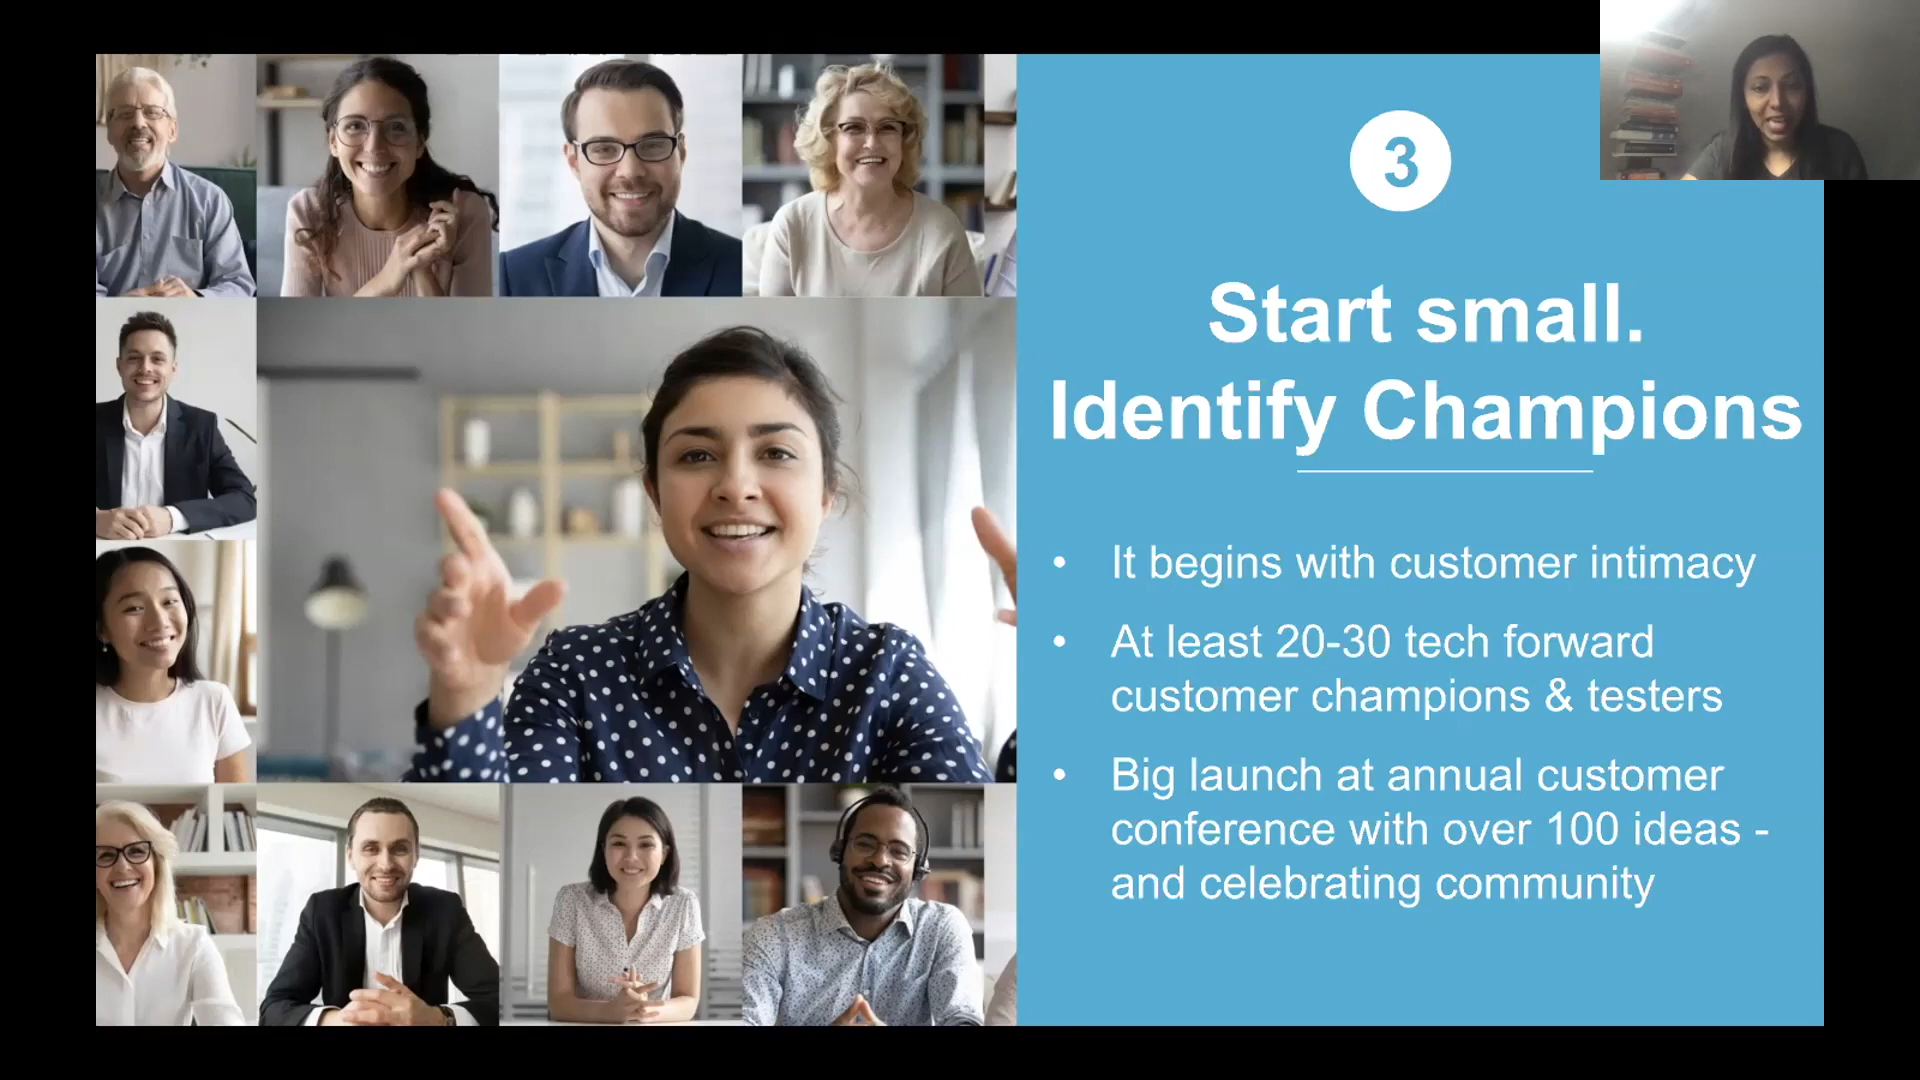 3
Start small.
Identify Champions
• It begins with customer intimacy
• At least 20-30 tech forward
customer champions & testers
• Big launch at annual customer
conference with over 100 ideas -
and celebrating community